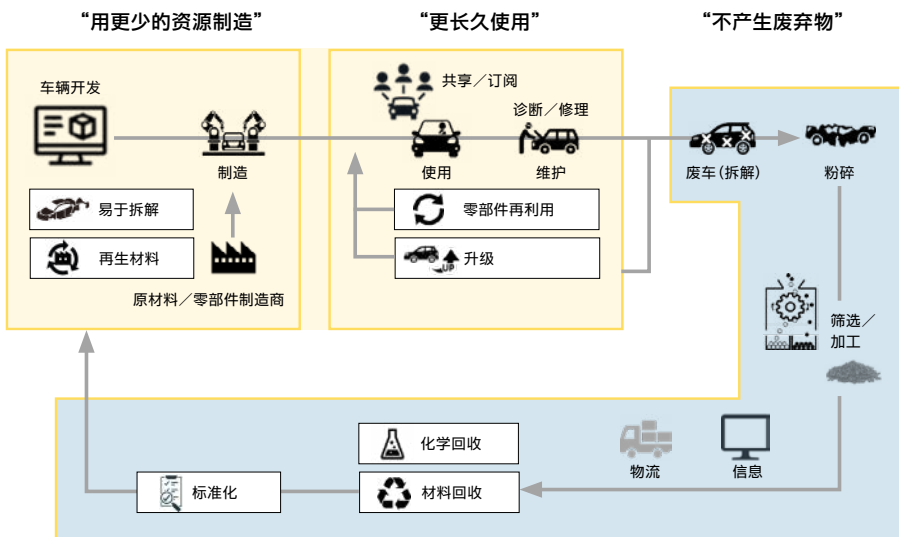 “用更少的资源制造”
“更长久使用”
“不产生废弃物”
车辆开发
制造
易于拆解
再生材料
原材料／零部件制造商
共享／订阅
诊断／修理
使用
维护
零部件再利用
UP
升级
废车(拆解)
粉碎
筛选／
加工
物流
信息
化学回收
材料回收
标准化